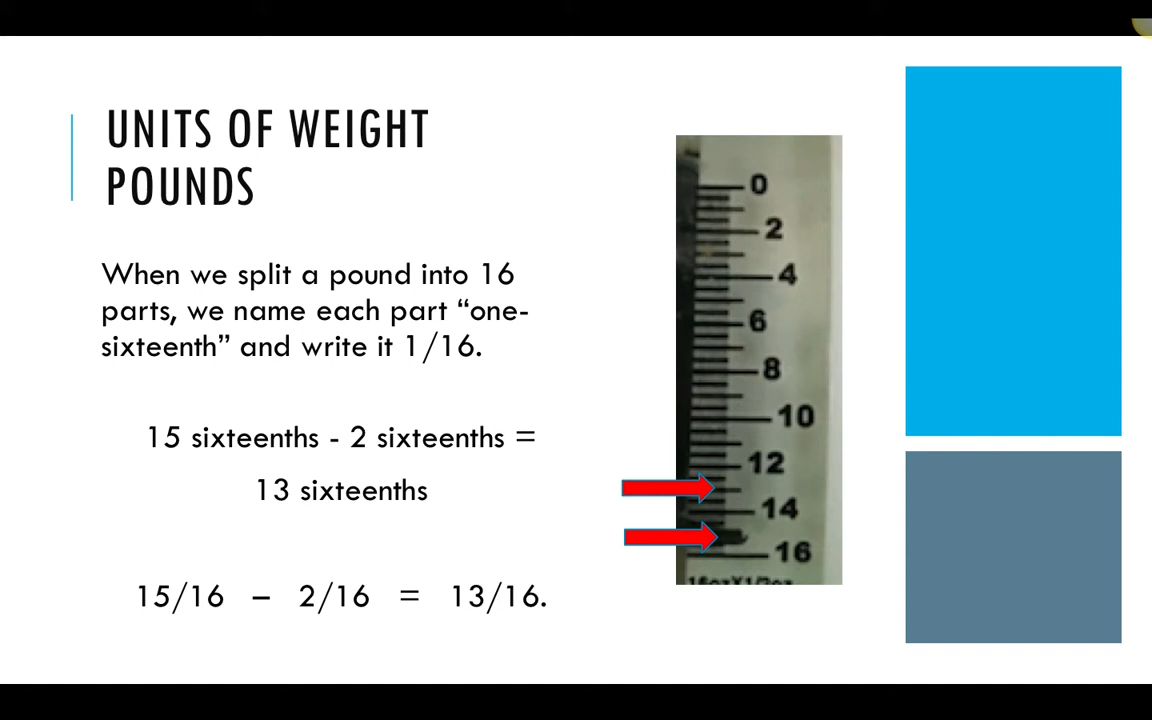 UNITS OF WEIGHT
POUNDS
When we split a pound into 16
parts, we name each part “one-
sixteenth” and write it 1/16.
15 sixteenths - 2 sixteenths =
13 sixteenths
15/16 – 2/16 = 13/16.
0
2
4
6
8
10
12
14
16
16ozX1/2oz